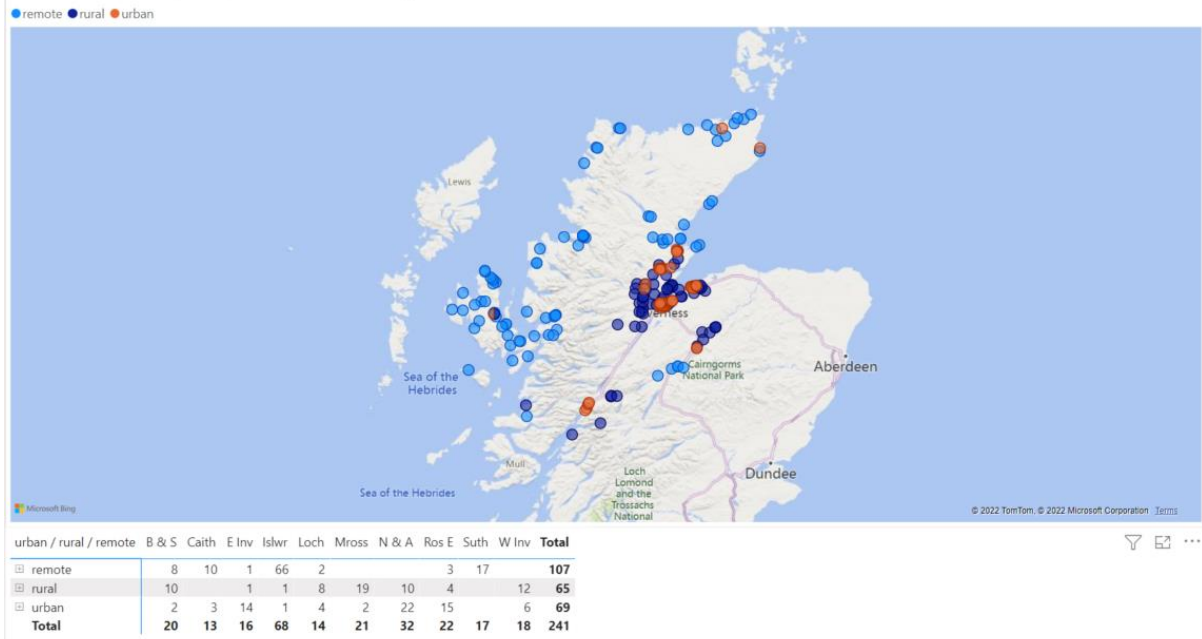 remote rural urban
Lewis
verness
Cairngorms
National Park
Aberdeen
Sea of the
Hebrides
Mull
Loch
Lomond
and the
Trossachs
National
Dundee
Sea of the Hebrides
Microsoft Bing
© 2022 TomTom, © 2022 Microsoft Corporation Terms
urban / rural / remote B & S Caith E Inv Islwr Loch Mross N & A Ros E Suth W Inv Total
remote 8 10 1 66 2 3 17 107
rural 10 1 1 8 19 10 4 12 65
urban 2 3 14 1 4 2 22 15 6 69
Total 20 13 16 68 14 21 32 22 17 18 241